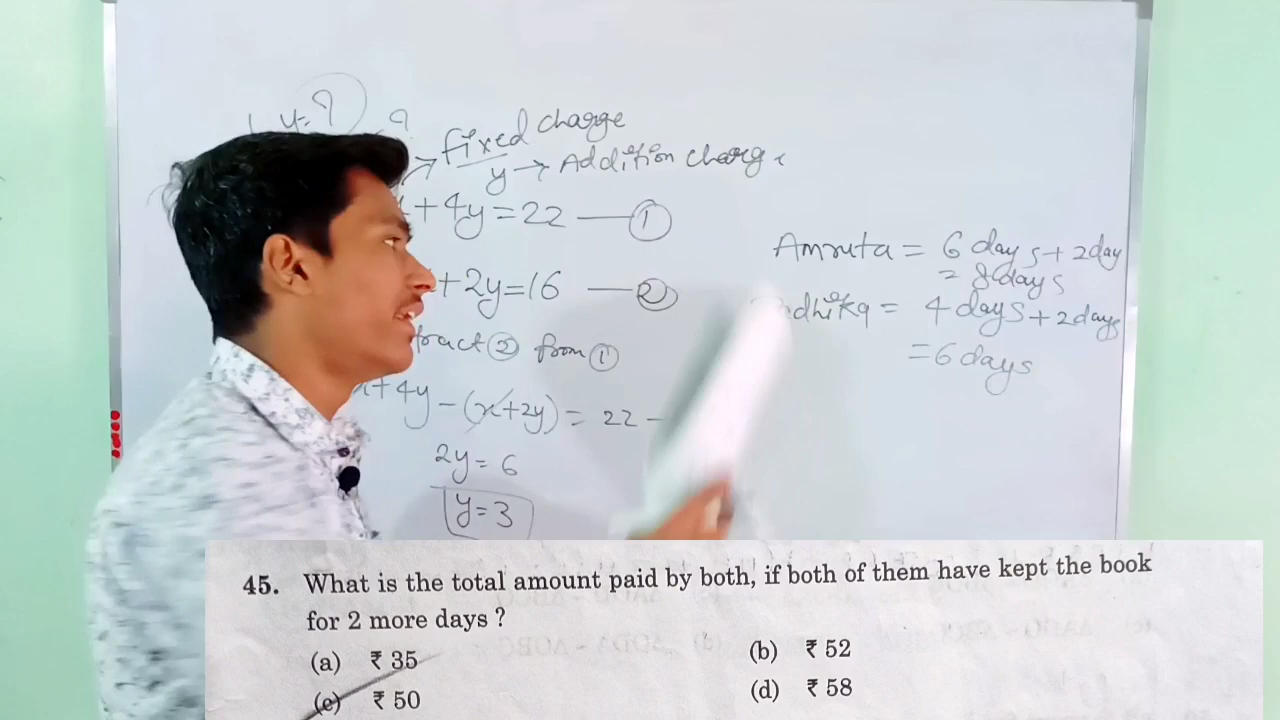 y=?
Fixed charge
y → Addition charge
+ 4y = 22 — ①
+ 2y = 16 — ②
tract ② from ①
x + 4y - (x + 2y) = 22 -
2y = 6
y = 3
Amruta = 6 days + 2 day
= 8 days
dhika = 4 days + 2 days
= 6 days
45. What is the total amount paid by both, if both of them have kept the book
for 2 more days ?
(a) ₹ 35
(b) ₹ 52
(c) ₹ 50
(d) ₹ 58